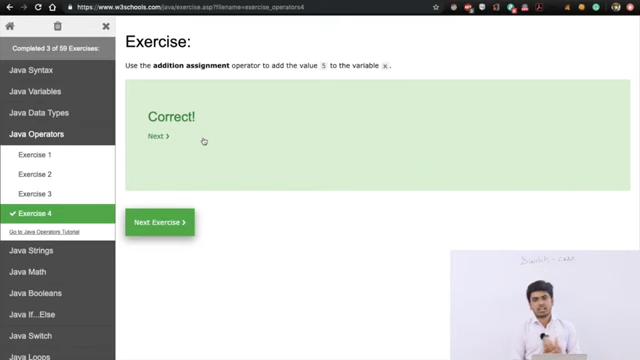 https://www.w3schools.com/java/exercise.asp?filename=exercise_operators4
Completed 3 of 59 Exercises:
Java Syntax
Java Variables
Java Data Types
Java Operators
Exercise 1
Exercise 2
Exercise 3
Exercise 4
Go to Java Operators Tutorial
Java Strings
Java Math
Java Booleans
Java If...Else
Java Switch
Java Loops
Exercise:
Use the addition assignment operator to add the value 5 to the variable x.
Correct!
Next ❯
Next Exercise ❯
Switch - case